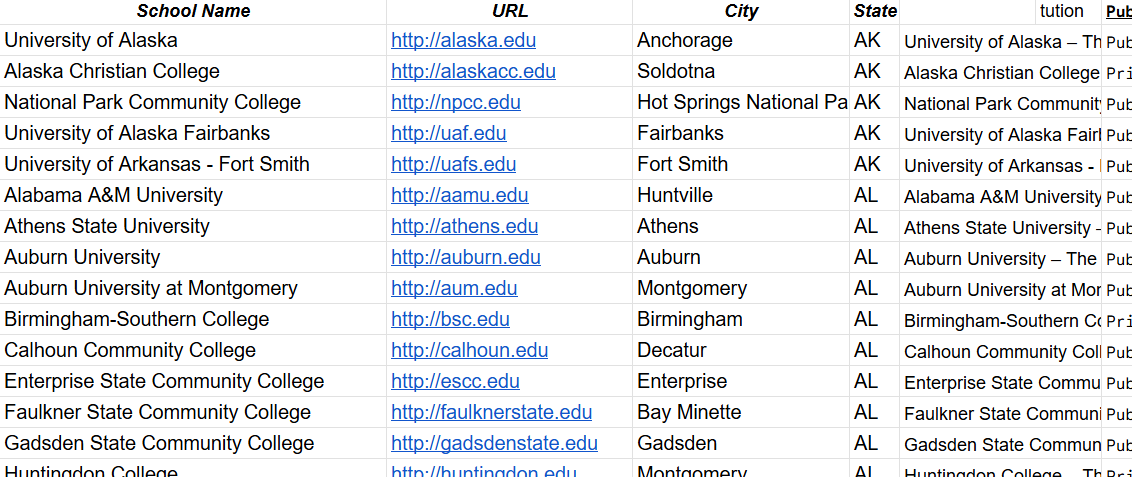 School Name URL City State tution Pub
University of Alaska http://alaska.edu Anchorage AK University of Alaska – Th Pub
Alaska Christian College http://alaskacc.edu Soldotna AK Alaska Christian College Pri
National Park Community College http://npcc.edu Hot Springs National Pa AK National Park Community Pub
University of Alaska Fairbanks http://uaf.edu Fairbanks AK University of Alaska Fairl Pub
University of Arkansas - Fort Smith http://uafs.edu Fort Smith AK University of Arkansas - Pub
Alabama A&M University http://aamu.edu Huntville AL Alabama A&M University Pub
Athens State University http://athens.edu Athens AL Athens State University - Pub
Auburn University http://auburn.edu Auburn AL Auburn University – The Pub
Auburn University at Montgomery http://aum.edu Montgomery AL Auburn University at Mor Pub
Birmingham-Southern College http://bsc.edu Birmingham AL Birmingham-Southern Co Pri
Calhoun Community College http://calhoun.edu Decatur AL Calhoun Community Coll Pub
Enterprise State Community College http://escc.edu Enterprise AL Enterprise State Commu Pub
Faulkner State Community College http://faulknerstate.edu Bay Minette AL Faulkner State Communi Pub
Gadsden State Community College http://gadsdenstate.edu Gadsden AL Gadsden State Commun Pub
Huntingdon College http://huntingdon.edu Montgomery AL Huntingdon College – Th Pri